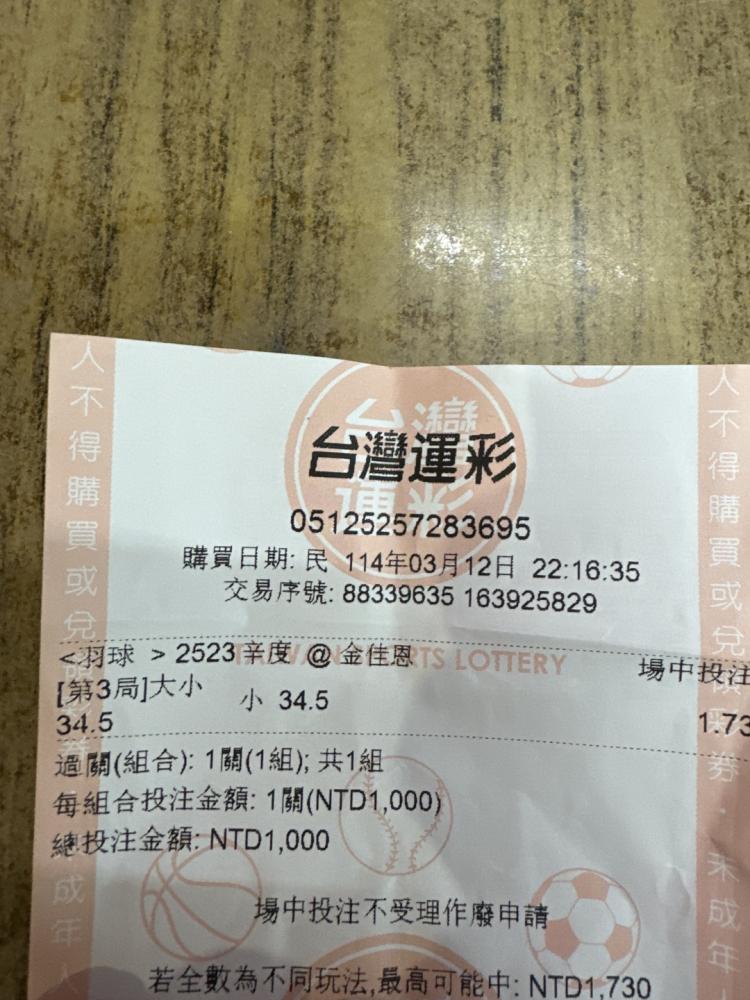 台灣運彩
05125257283695
購買日期: 民 114年03月12日 22:16:35
交易序號: 88339635 163925829
<羽球 > 2523 辛度 @ 金佳恩 場中投注
[第3局]大小 小 34.5
34.5 1.73
過關(組合): 1關(1組); 共1組
每組合投注金額: 1關(NTD1,000)
總投注金額: NTD1,000
場中投注不受理作廢申請
若全數為不同玩法,最高可能中: NTD1,730
人不得購買或兌
成年人
人不得購買或兌
券
未成年
LOTTERY